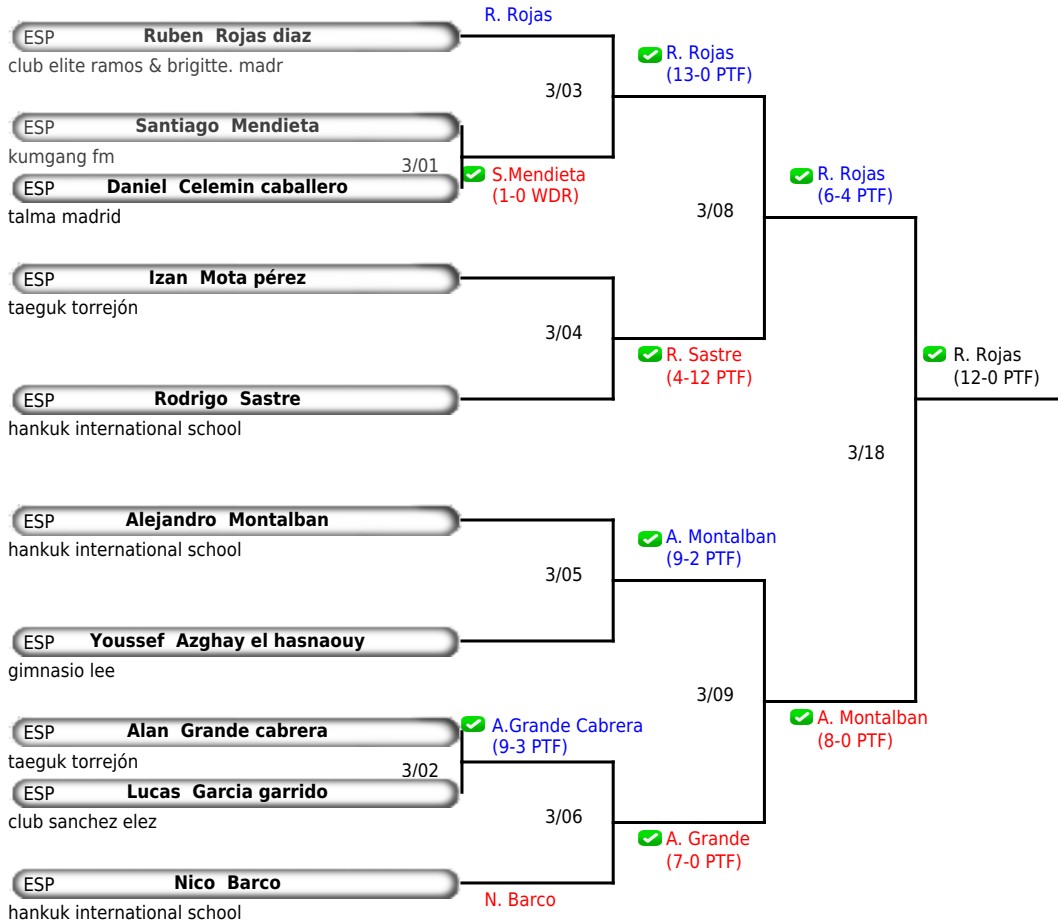 R. Rojas
ESP Ruben Rojas diaz
club elite ramos & brigitte. madr
R. Rojas
(13-0 PTF)
3/03
ESP Santiago Mendieta
kumgang fm
3/01
S.Mendieta
(1-0 WDR)
ESP Daniel Celemin caballero
talma madrid
R. Rojas
(6-4 PTF)
3/08
ESP Izan Mota pérez
taeguk torrejón
3/04
R. Sastre
(4-12 PTF)
R. Rojas
(12-0 PTF)
ESP Rodrigo Sastre
hankuk international school
3/18
ESP Alejandro Montalban
hankuk international school
A. Montalban
(9-2 PTF)
3/05
ESP Youssef Azghay el hasnaouy
gimnasio lee
3/09
A. Montalban
(8-0 PTF)
ESP Alan Grande cabrera
taeguk torrejón
A.Grande Cabrera
(9-3 PTF)
3/02
ESP Lucas Garcia garrido
club sanchez elez
3/06
A. Grande
(7-0 PTF)
ESP Nico Barco
N. Barco
hankuk international school